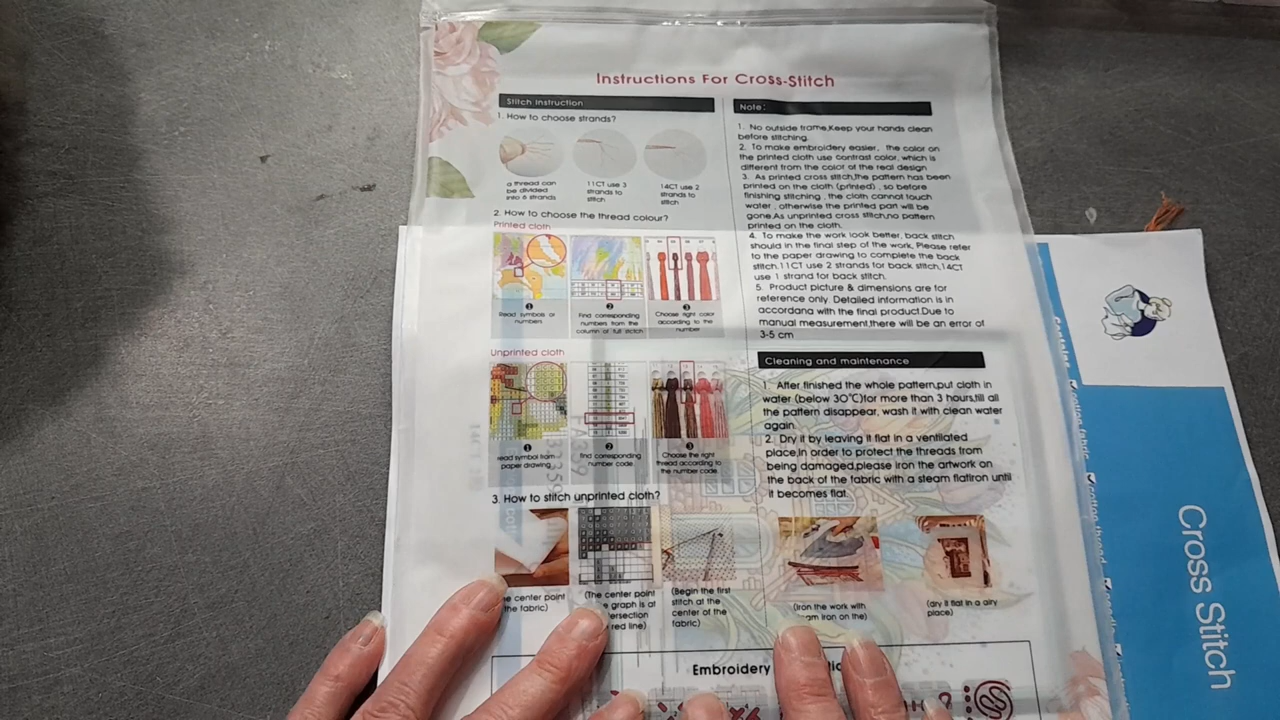 Instructions For Cross-Stitch
Stitch Instruction
1. How to choose strands?
a thread can
be divided
into 6 strands
11CT use 3
strands to
stitch
14CT use 2
strands to
stitch
2. How to choose the thread colour?
Printed cloth
1
Read symbols or
numbers
2
Find corresponding
numbers from the
column of full stitch
3
Choose right color
according to the
number
Unprinted cloth
1
read symbol from
paper drawing
2
find corresponding
number code.
3
Choose the right
thread according to
the number code
3. How to stitch unprinted cloth?
e center point
the fabric)
(The center point
e graph is at
ersection
red line)
(Begin the first
stitch at the
center of the
fabric)
Note:
1. No outside frame,Keep your hands clean
before stitching.
2. To make embroidery easier, the color on
the printed cloth use contrast color, which is
different from the color of the real design
3. As printed cross stitch,the pattern has been
printed on the cloth (printed) , so before
finishing stitching , the cloth cannot touch
water , otherwise the printed part will be
gone.As unprinted cross stitch,no pattern
printed on the cloth.
4. To make the work look better, back stitch
should in the final step of the work, Please refer
to the paper drawing to complete the back
stitch.11CT use 2 strands for back stitch,14CT
use 1 strand for back stitch.
5. Product picture & dimensions are for
reference only. Detailed information is in
accordana with the final product.Due to
manual measurement,there will be an error of
3-5 cm
Cleaning and maintenance
1. After finished the whole pattern,put cloth in
water (below 30°C)for more than 3 hours,till all
the pattern disappear, wash it with clean water
again.
2. Dry it by leaving it flat in a ventilated
place,In order to protect the threads from
being damaged,please iron the artwork on
the back of the fabric with a steam flatiron until
it becomes flat.
(Iron the work with
am iron on the)
(dry it flat in a airy
place)
Embroidery
Cross Stitch